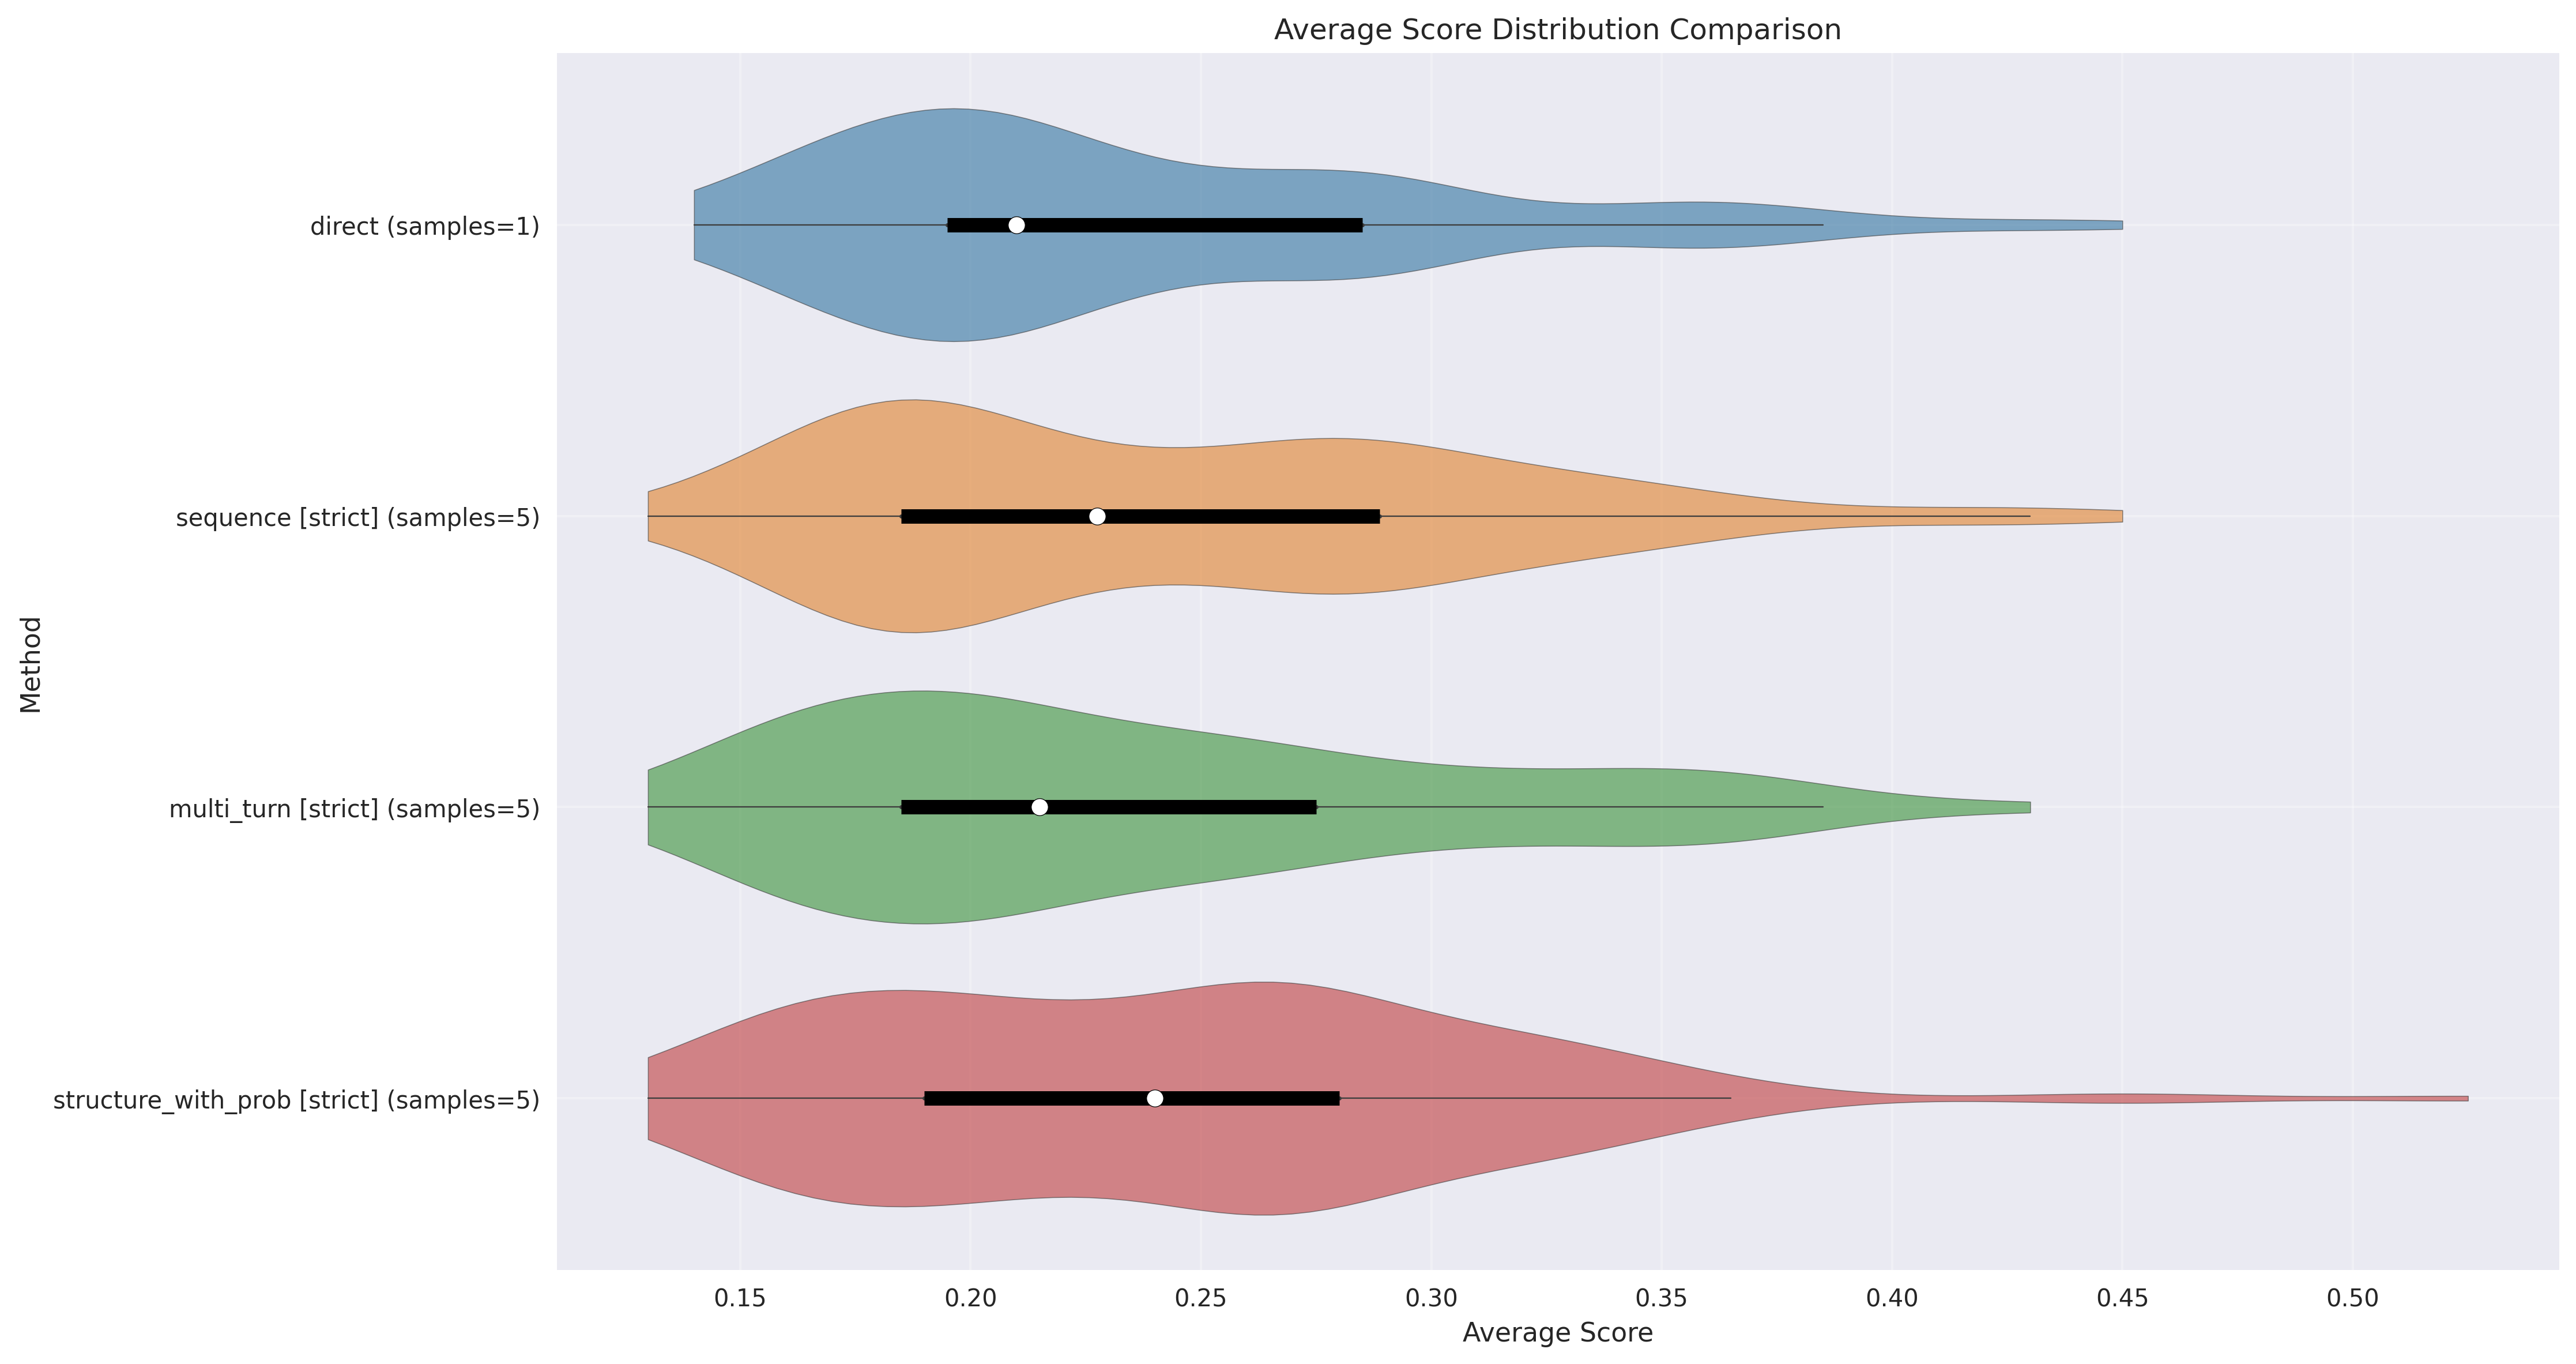 Average Score Distribution Comparison
Method
direct (samples=1)
sequence [strict] (samples=5)
multi_turn [strict] (samples=5)
structure_with_prob [strict] (samples=5)
0.15 0.20 0.25 0.30 0.35 0.40 0.45 0.50
Average Score